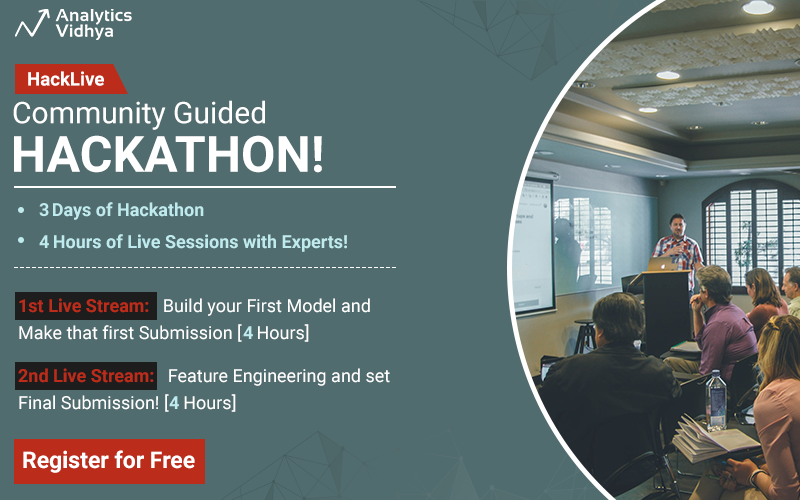 Analytics
Vidhya
HackLive
Community Guided
HACKATHON!
3 Days of Hackathon
4 Hours of Live Sessions with Experts!
1st Live Stream: Build your First Model and
Make that first Submission [4 Hours]
2nd Live Stream: Feature Engineering and set
Final Submission! [4 Hours]
Register for Free